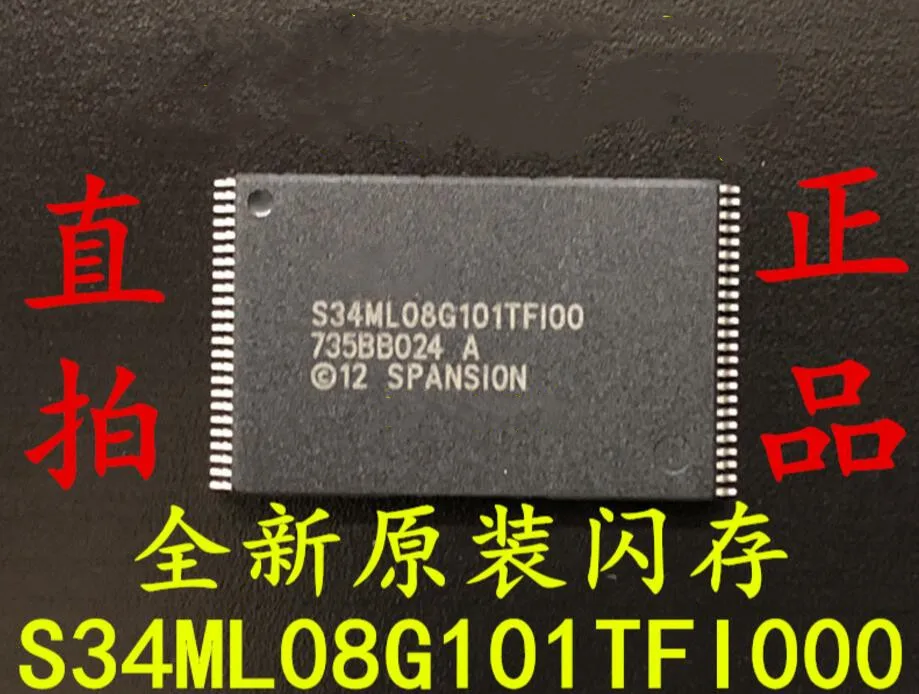 直拍
正品
S34ML08G101TFI00
735BB024 A
©12 SPANSION
全新原装闪存
S34ML08G101TFI000